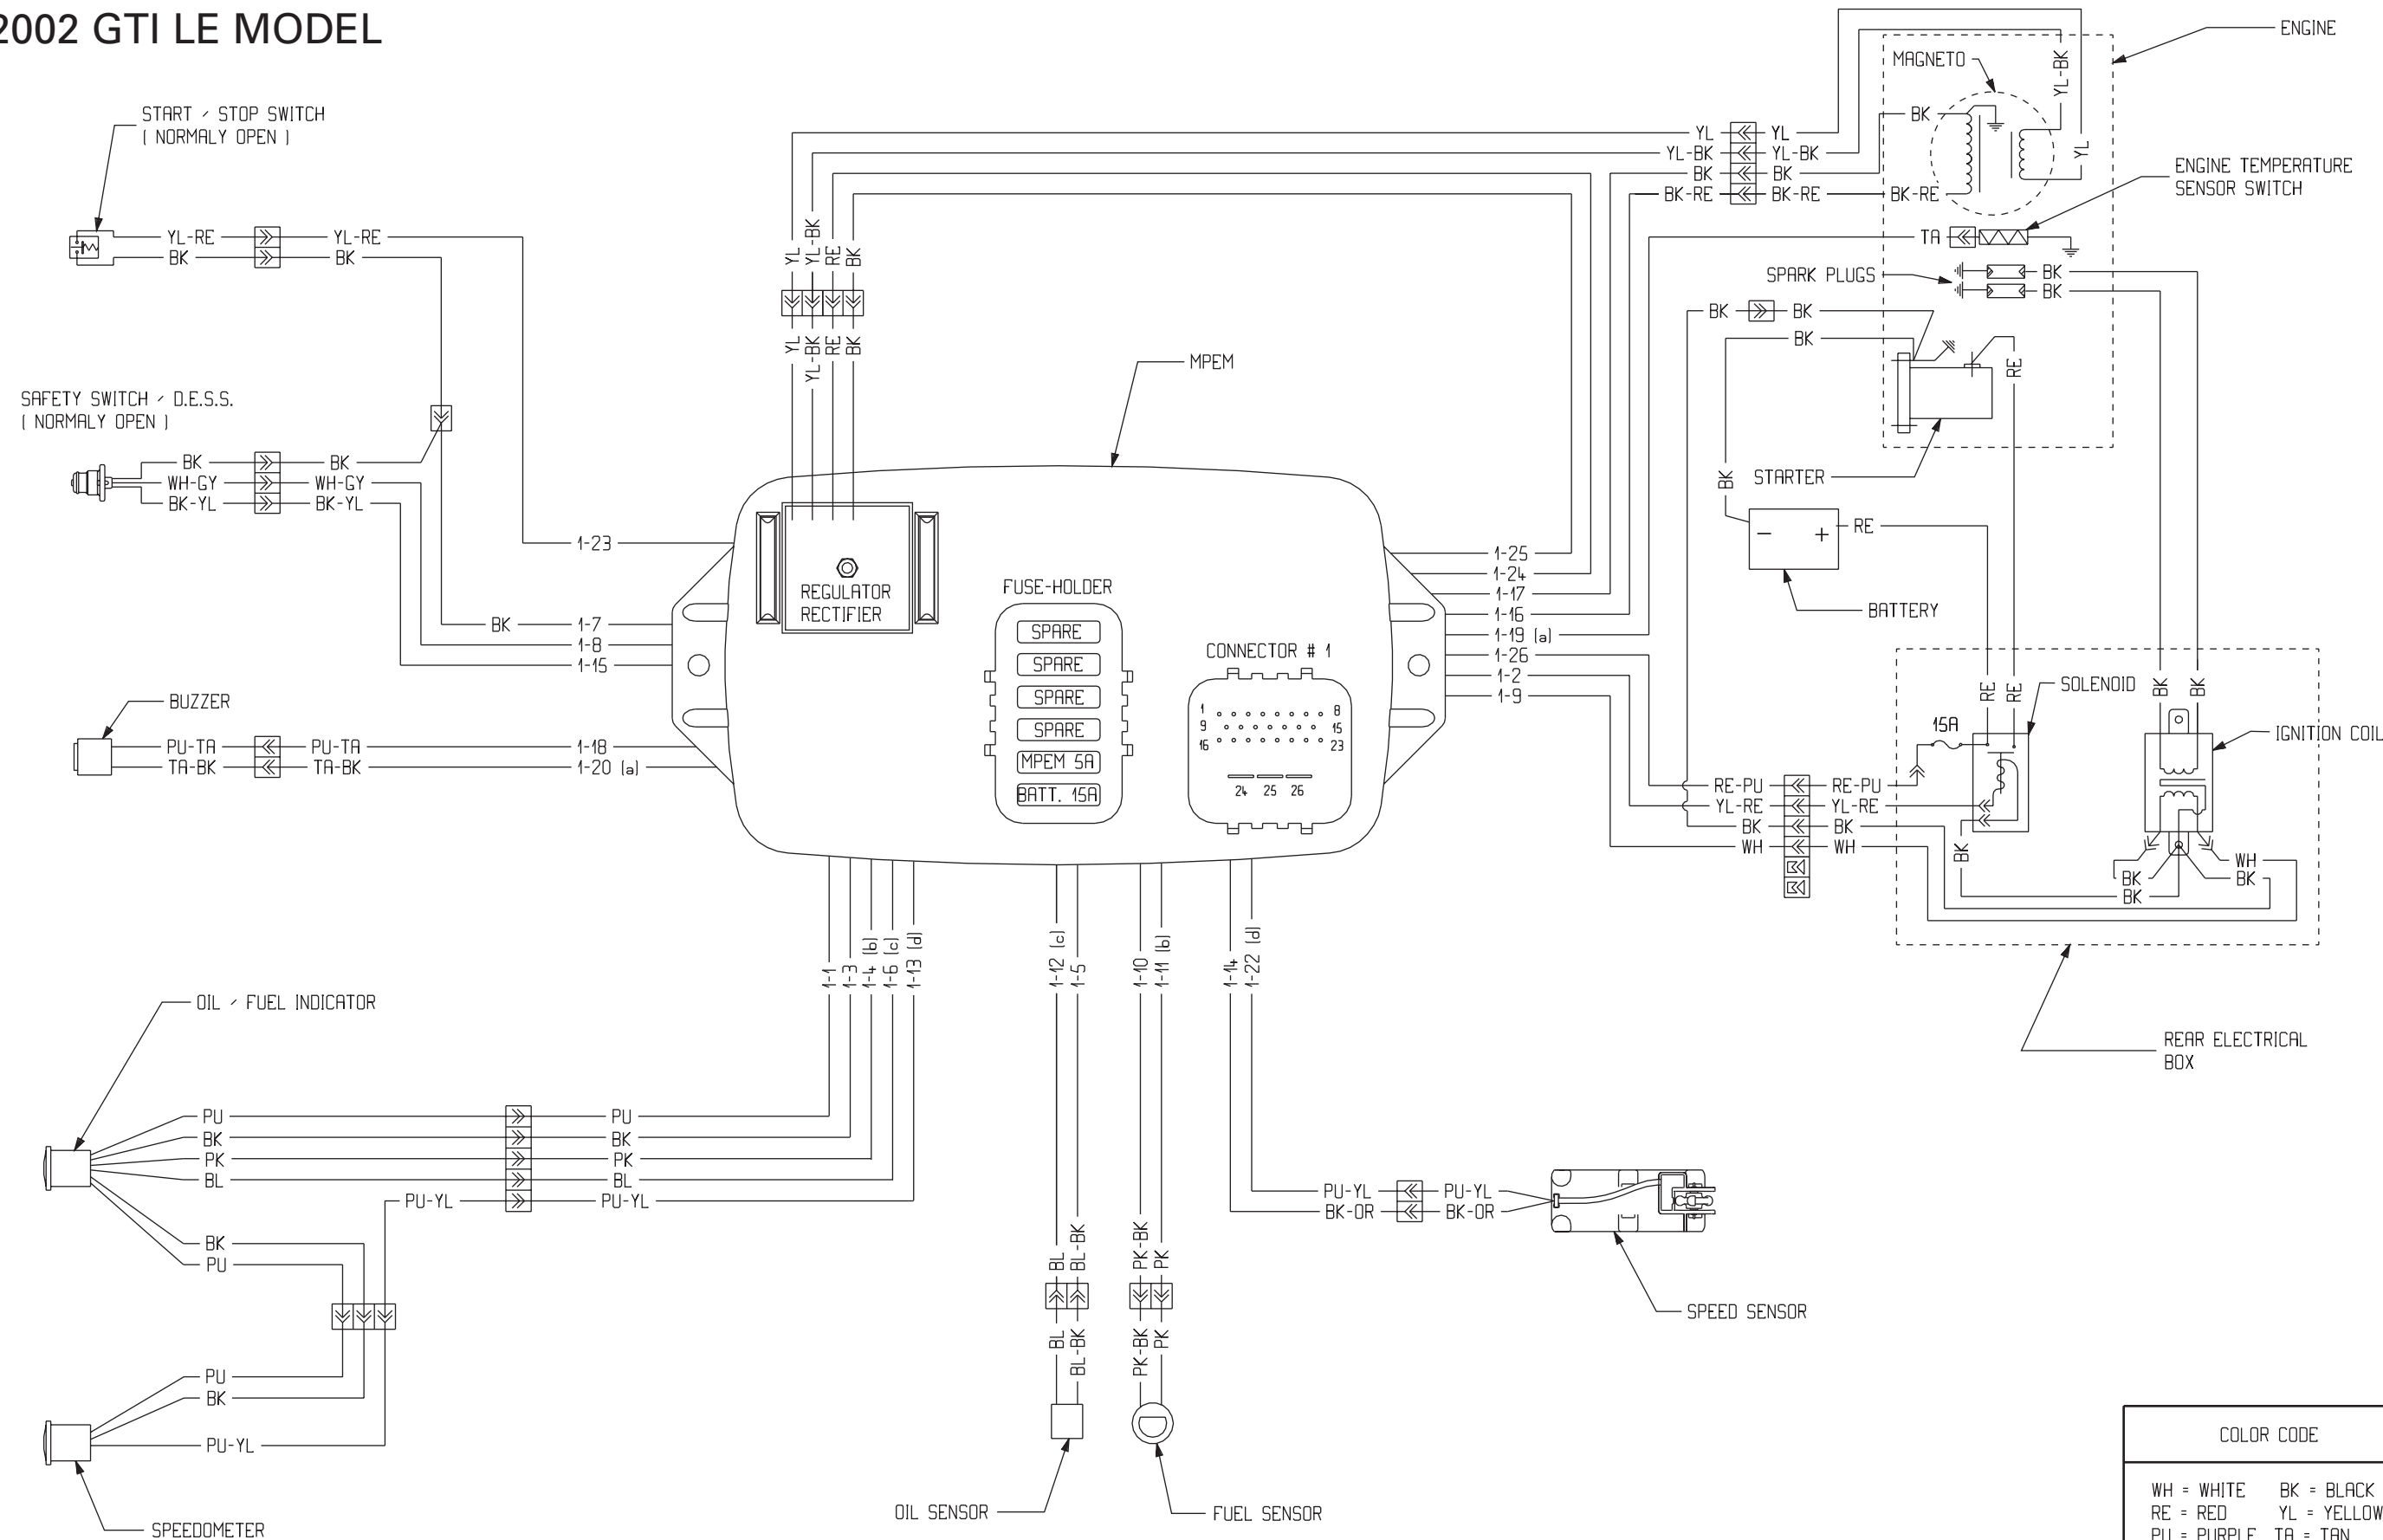 2002 GTI LE MODEL
START / STOP SWITCH
( NORMALY OPEN )
YL-RE
YL-RE
BK
BK
SAFETY SWITCH / D.E.S.S.
( NORMALY OPEN )
BK
BK
WH-GY
WH-GY
BK-YL
BK-YL
1-23
BK
1-7
1-8
1-15
BUZZER
PU-TA
PU-TA
1-18
TA-BK
TA-BK
1-20 (a)
YL
YL-BK
RE
BK
YL
YL-BK
RE
BK
MPEM
REGULATOR
RECTIFIER
FUSE-HOLDER
SPARE
SPARE
SPARE
SPARE
MPEM 5A
BATT. 15A
CONNECTOR # 1
1
8
9
15
16
23
24
25
26
1-25
1-24
1-17
1-16
1-19 (a)
1-26
1-2
1-9
YL
YL
YL-BK
YL-BK
BK
BK
BK-RE
BK-RE
ENGINE
MAGNETO
YL-BK
BK
YL
BK-RE
ENGINE TEMPERATURE
SENSOR SWITCH
TA
SPARK PLUGS
BK
BK
BK
BK
BK
RE
BK
STARTER
RE
BATTERY
RE
RE
SOLENOID
BK
BK
15A
IGNITION COIL
RE-PU
RE-PU
YL-RE
YL-RE
BK
BK
WH
WH
BK
WH
BK
BK
BK
REAR ELECTRICAL
BOX
1-1
1-3
1-4 (b)
1-6 (c)
1-13 (d)
1-12 (c)
1-5
1-10
1-11 (b)
1-14
1-22 (d)
OIL / FUEL INDICATOR
PU
PU
BK
BK
PK
PK
BL
BL
PU-YL
PU-YL
BK
PU
PU
BK
PU-YL
SPEEDOMETER
BL
BL-BK
PK-BK
PK
BL
BL-BK
PK-BK
PK
OIL SENSOR
FUEL SENSOR
PU-YL
PU-YL
BK-OR
BK-OR
SPEED SENSOR
COLOR CODE
WH = WHITE BK = BLACK
RE = RED YL = YELLOW
PU = PURPLE TA = TAN